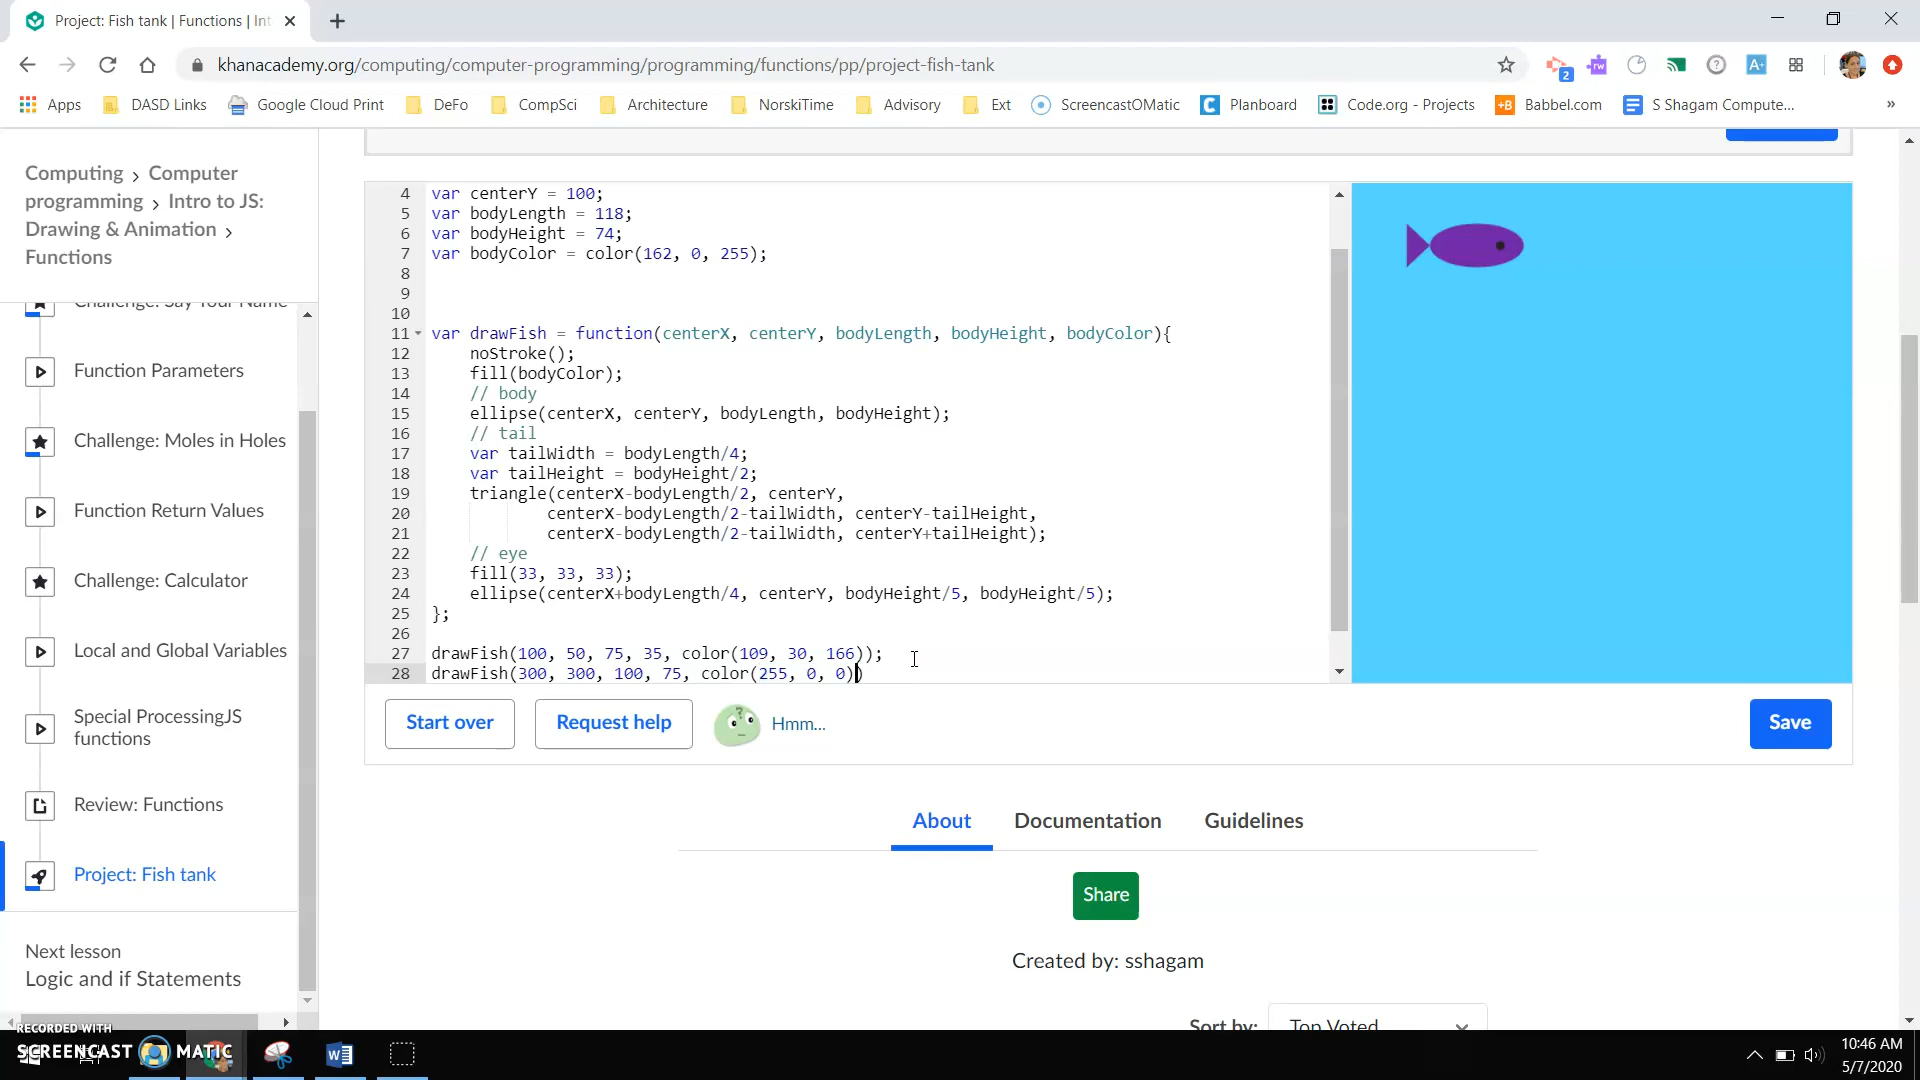 Project: Fish tank | Functions | Int
khanacademy.org/computing/computer-programming/programming/functions/pp/project-fish-tank
2
rw
A+
Apps
DASD Links
Google Cloud Print
DeFo
CompSci
Architecture
NorskiTime
Advisory
Ext
ScreencastOMatic
Planboard
Code.org - Projects
+B Babbel.com
S Shagam Compute...
»
Computing > Computer
programming > Intro to JS:
Drawing & Animation >
Functions
Challenge: Say Your Name
Function Parameters
Challenge: Moles in Holes
Function Return Values
Challenge: Calculator
Local and Global Variables
Special ProcessingJS
functions
Review: Functions
Project: Fish tank
Next lesson
Logic and if Statements
4 var centerY = 100;
5 var bodyLength = 118;
6 var bodyHeight = 74;
7 var bodyColor = color(162, 0, 255);
8
9
10
11 var drawFish = function(centerX, centerY, bodyLength, bodyHeight, bodyColor){
12 noStroke();
13 fill(bodyColor);
14 // body
15 ellipse(centerX, centerY, bodyLength, bodyHeight);
16 // tail
17 var tailWidth = bodyLength/4;
18 var tailHeight = bodyHeight/2;
19 triangle(centerX-bodyLength/2, centerY,
20 centerX-bodyLength/2-tailWidth, centerY-tailHeight,
21 centerX-bodyLength/2-tailWidth, centerY+tailHeight);
22 // eye
23 fill(33, 33, 33);
24 ellipse(centerX+bodyLength/4, centerY, bodyHeight/5, bodyHeight/5);
25 };
26
27 drawFish(100, 50, 75, 35, color(109, 30, 166));
28 drawFish(300, 300, 100, 75, color(255, 0, 0))
Start over
Request help
Hmm...
Save
About
Documentation
Guidelines
Share
Created by: sshagam
Sort by:
Top Voted
RECORDED WITH
SCREENCAST MATIC
10:46 AM
5/7/2020